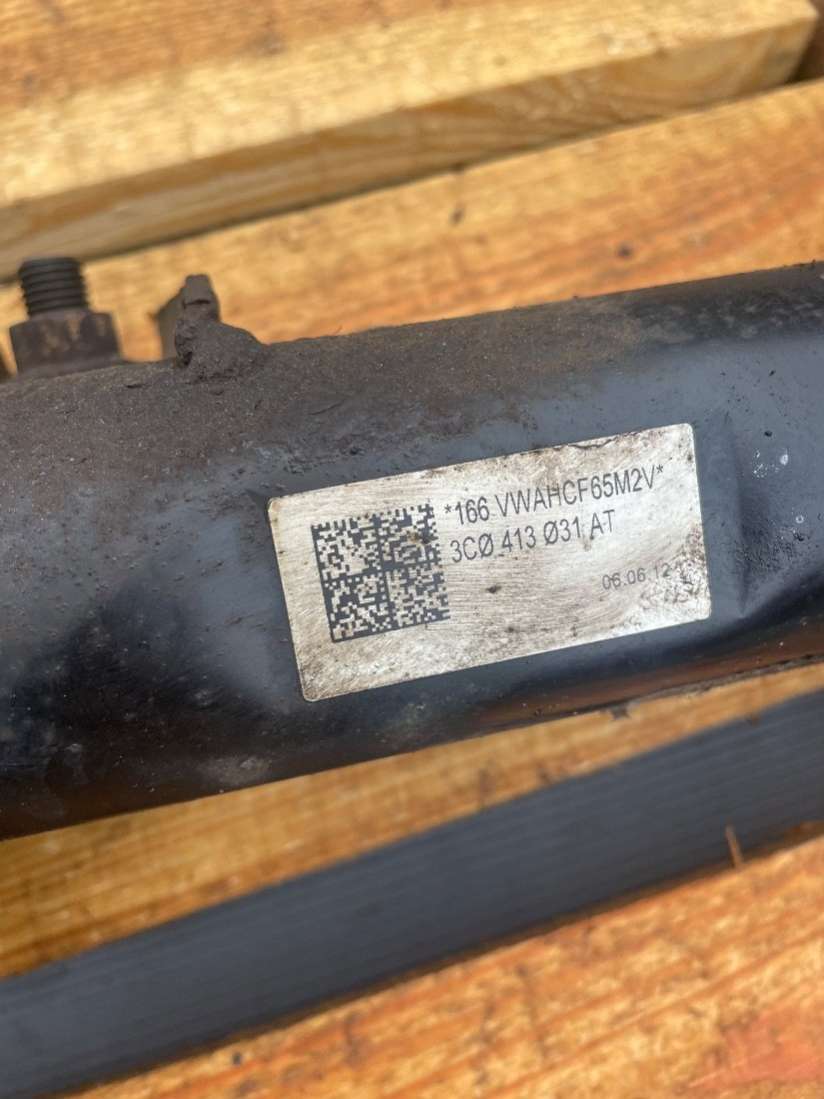 *166 VWAHCF65M2V*
3CØ 413 Ø31 AT
06.06.12